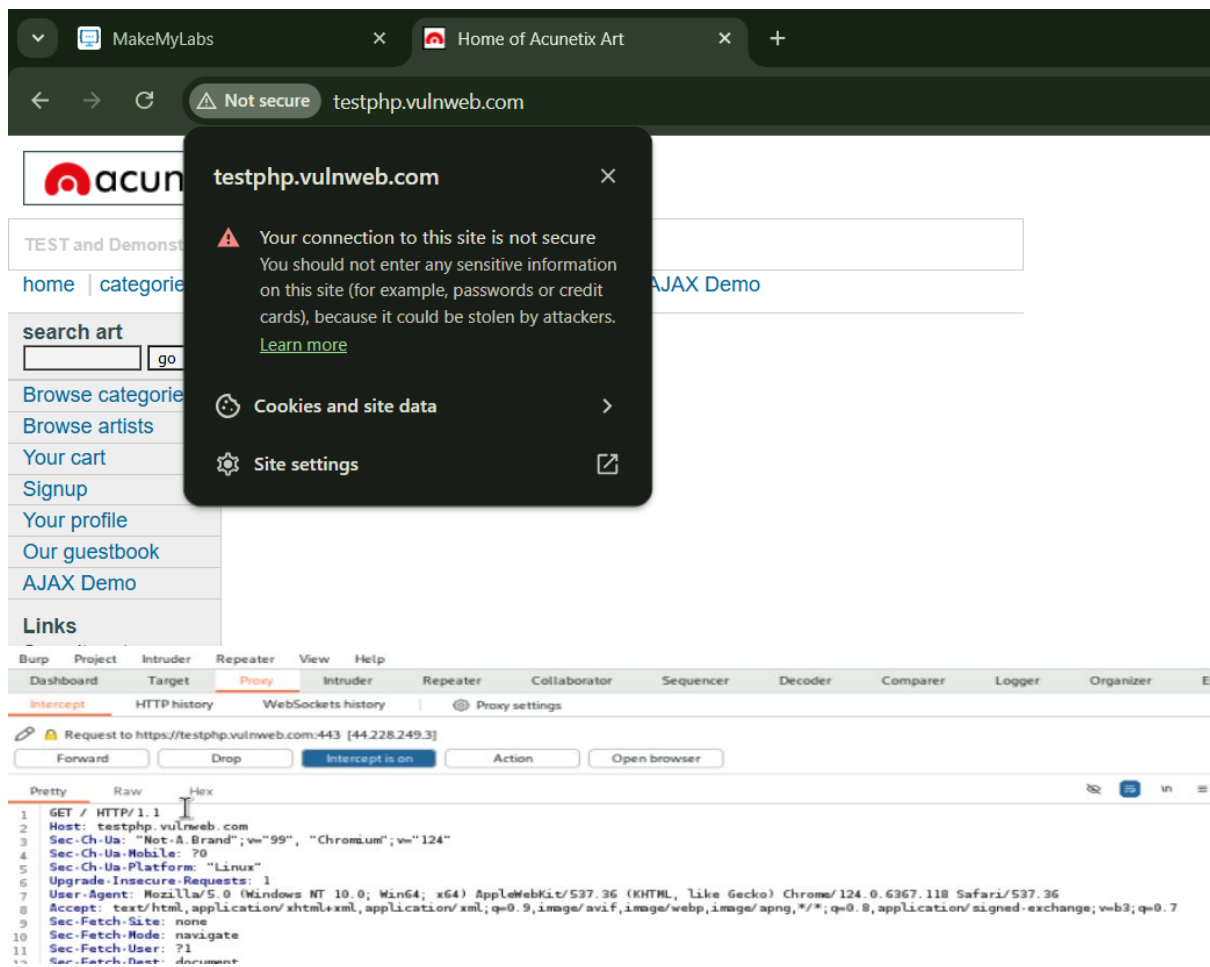 MakeMyLabs
Home of Acunetix Art
Not secure testphp.vulnweb.com
acun
testphp.vulnweb.com
TEST and Demonst
Your connection to this site is not secure
You should not enter any sensitive information
on this site (for example, passwords or credit
cards), because it could be stolen by attackers.
Learn more
home | categorie
AJAX Demo
search art
go
Cookies and site data
Site settings
Browse categorie
Browse artists
Your cart
Signup
Your profile
Our guestbook
AJAX Demo
Links
Burp Project Intruder Repeater View Help
Dashboard Target Proxy Intruder Repeater Collaborator Sequencer Decoder Comparer Logger Organizer E
Intercept HTTP history WebSockets history Proxy settings
Request to https://testphp.vulnweb.com:443 [44.228.249.3]
Forward Drop Intercept is on Action Open browser
Pretty Raw Hex \n
1 GET / HTTP/1.1
2 Host: testphp.vulnweb.com
3 Sec-Ch-Ua: "Not-A.Brand";v="99", "Chromium";v="124"
4 Sec-Ch-Ua-Mobile: ?0
5 Sec-Ch-Ua-Platform: "Linux"
6 Upgrade-Insecure-Requests: 1
7 User-Agent: Mozilla/5.0 (Windows NT 10.0; Win64; x64) AppleWebKit/537.36 (KHTML, like Gecko) Chrome/124.0.6367.118 Safari/537.36
8 Accept: text/html,application/xhtml+xml,application/xml;q=0.9,image/avif,image/webp,image/apng,*/*;q=0.8,application/signed-exchange;v=b3;q=0.7
9 Sec-Fetch-Site: none
10 Sec-Fetch-Mode: navigate
11 Sec-Fetch-User: ?1
12 Sec-Fetch-Dest: document